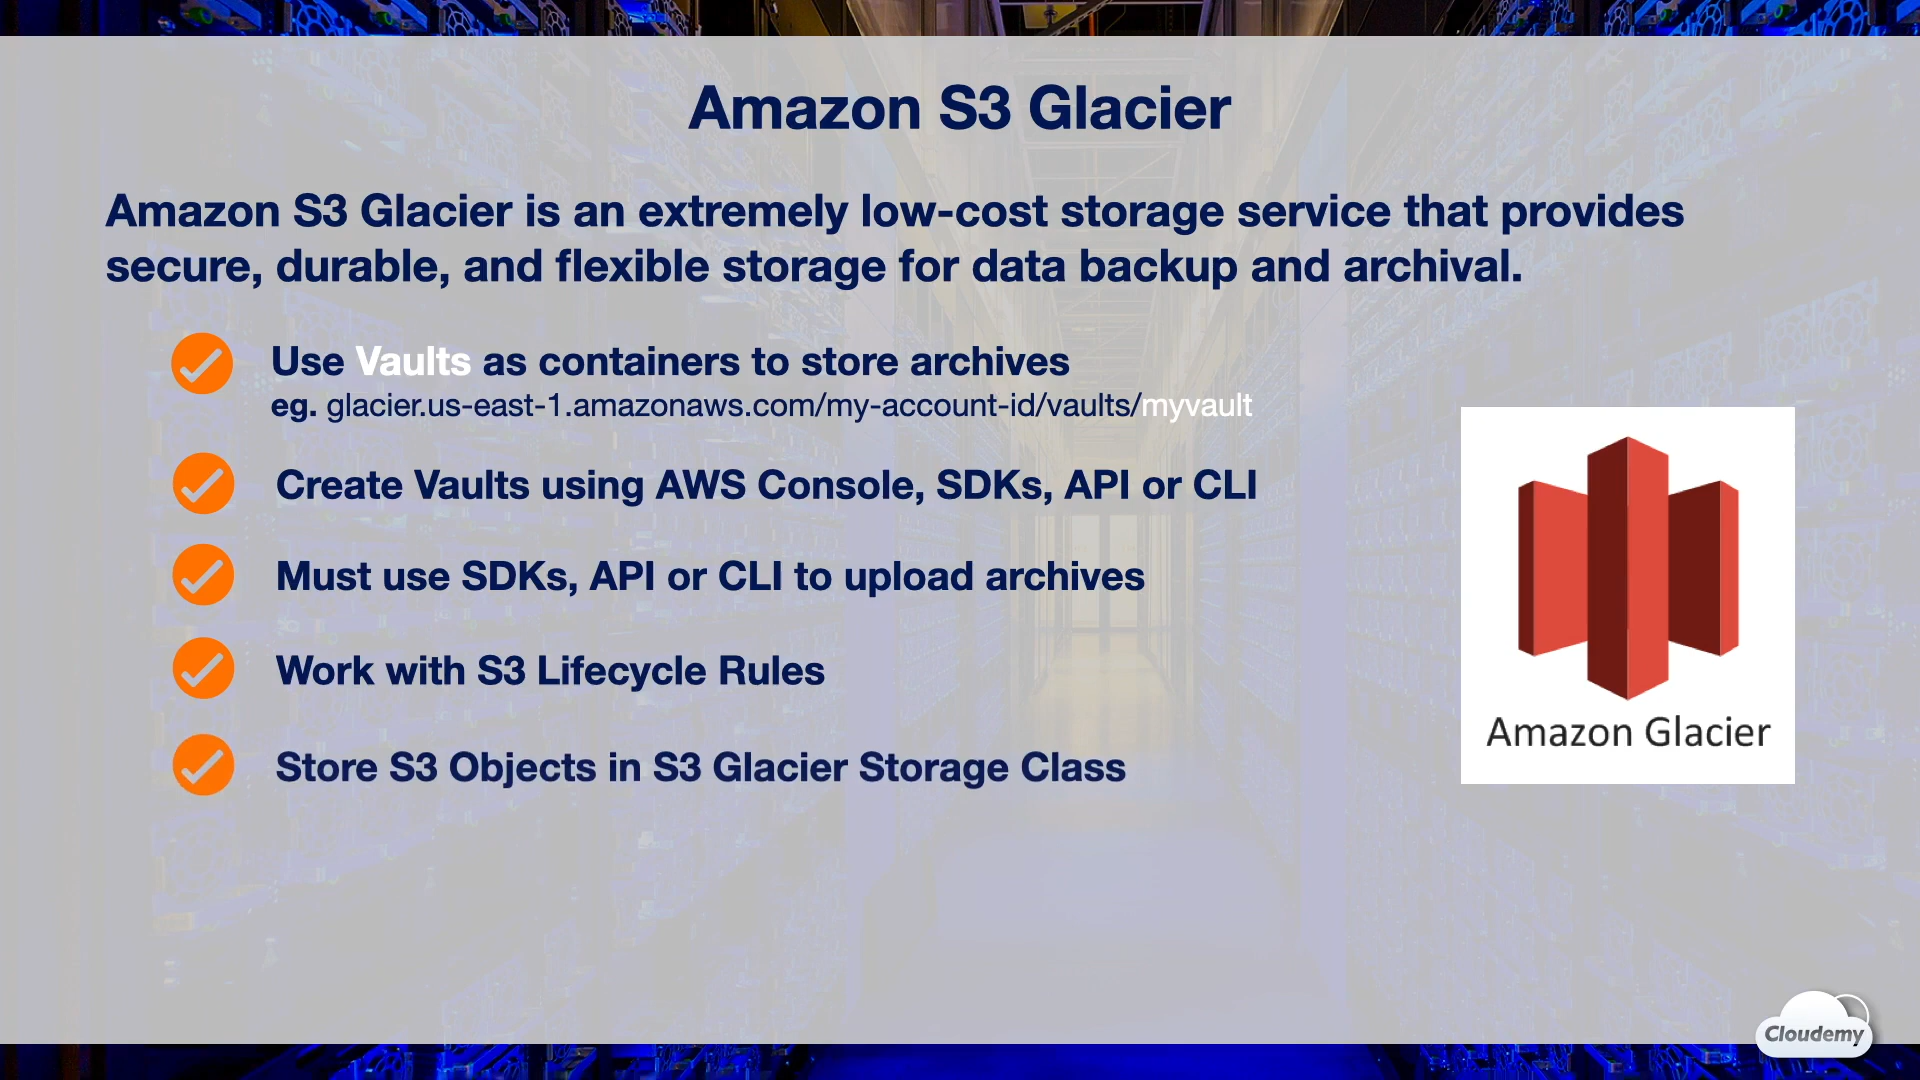 Amazon S3 Glacier
Amazon S3 Glacier is an extremely low-cost storage service that provides
secure, durable, and flexible storage for data backup and archival.
Use Vaults as containers to store archives
eg. glacier.us-east-1.amazonaws.com/my-account-id/vaults/myvault
Create Vaults using AWS Console, SDKs, API or CLI
Must use SDKs, API or CLI to upload archives
Work with S3 Lifecycle Rules
Store S3 Objects in S3 Glacier Storage Class
Amazon Glacier
Cloudemy